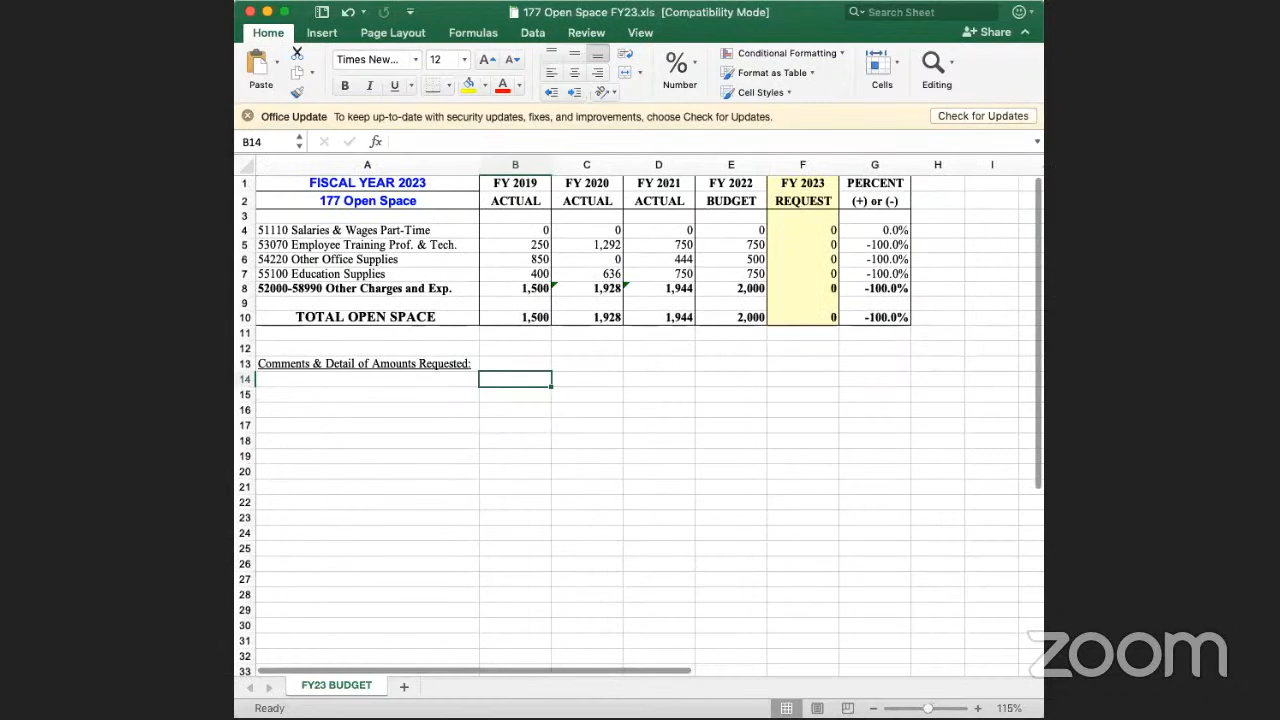 177 Open Space FY23.xls [Compatibility Mode]
Search Sheet
Home Insert Page Layout Formulas Data Review View Share
Paste
Times New... 12
B I U A
%
Number
Conditional Formatting
Format as Table
Cell Styles
Cells
Editing
Office Update To keep up-to-date with security updates, fixes, and improvements, choose Check for Updates. Check for Updates
B14 fx
A B C D E F G H I
1 FISCAL YEAR 2023 FY 2019 FY 2020 FY 2021 FY 2022 FY 2023 PERCENT
2 177 Open Space ACTUAL ACTUAL ACTUAL BUDGET REQUEST (+) or (-)
3
4 51110 Salaries & Wages Part-Time 0 0 0 0 0 0.0%
5 53070 Employee Training Prof. & Tech. 250 1,292 750 750 0 -100.0%
6 54220 Other Office Supplies 850 0 444 500 0 -100.0%
7 55100 Education Supplies 400 636 750 750 0 -100.0%
8 52000-58990 Other Charges and Exp. 1,500 1,928 1,944 2,000 0 -100.0%
9
10 TOTAL OPEN SPACE 1,500 1,928 1,944 2,000 0 -100.0%
11
12
13 Comments & Detail of Amounts Requested:
14
15
16
17
18
19
20
21
22
23
24
25
26
27
28
29
30
31
32
33
FY23 BUDGET +
Ready 115%
zoom